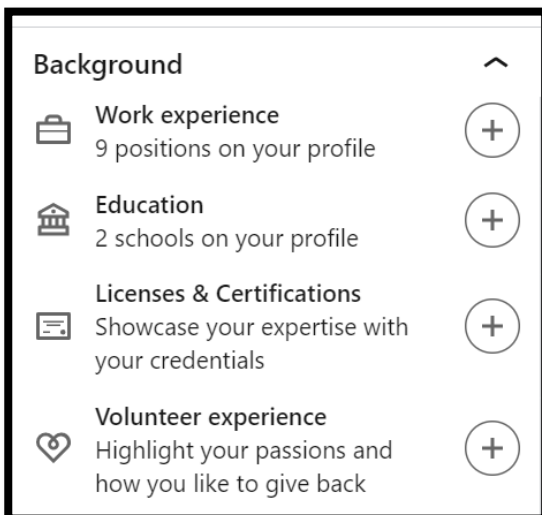 Background
Work experience
9 positions on your profile
Education
2 schools on your profile
Licenses & Certifications
Showcase your expertise with
your credentials
Volunteer experience
Highlight your passions and
how you like to give back